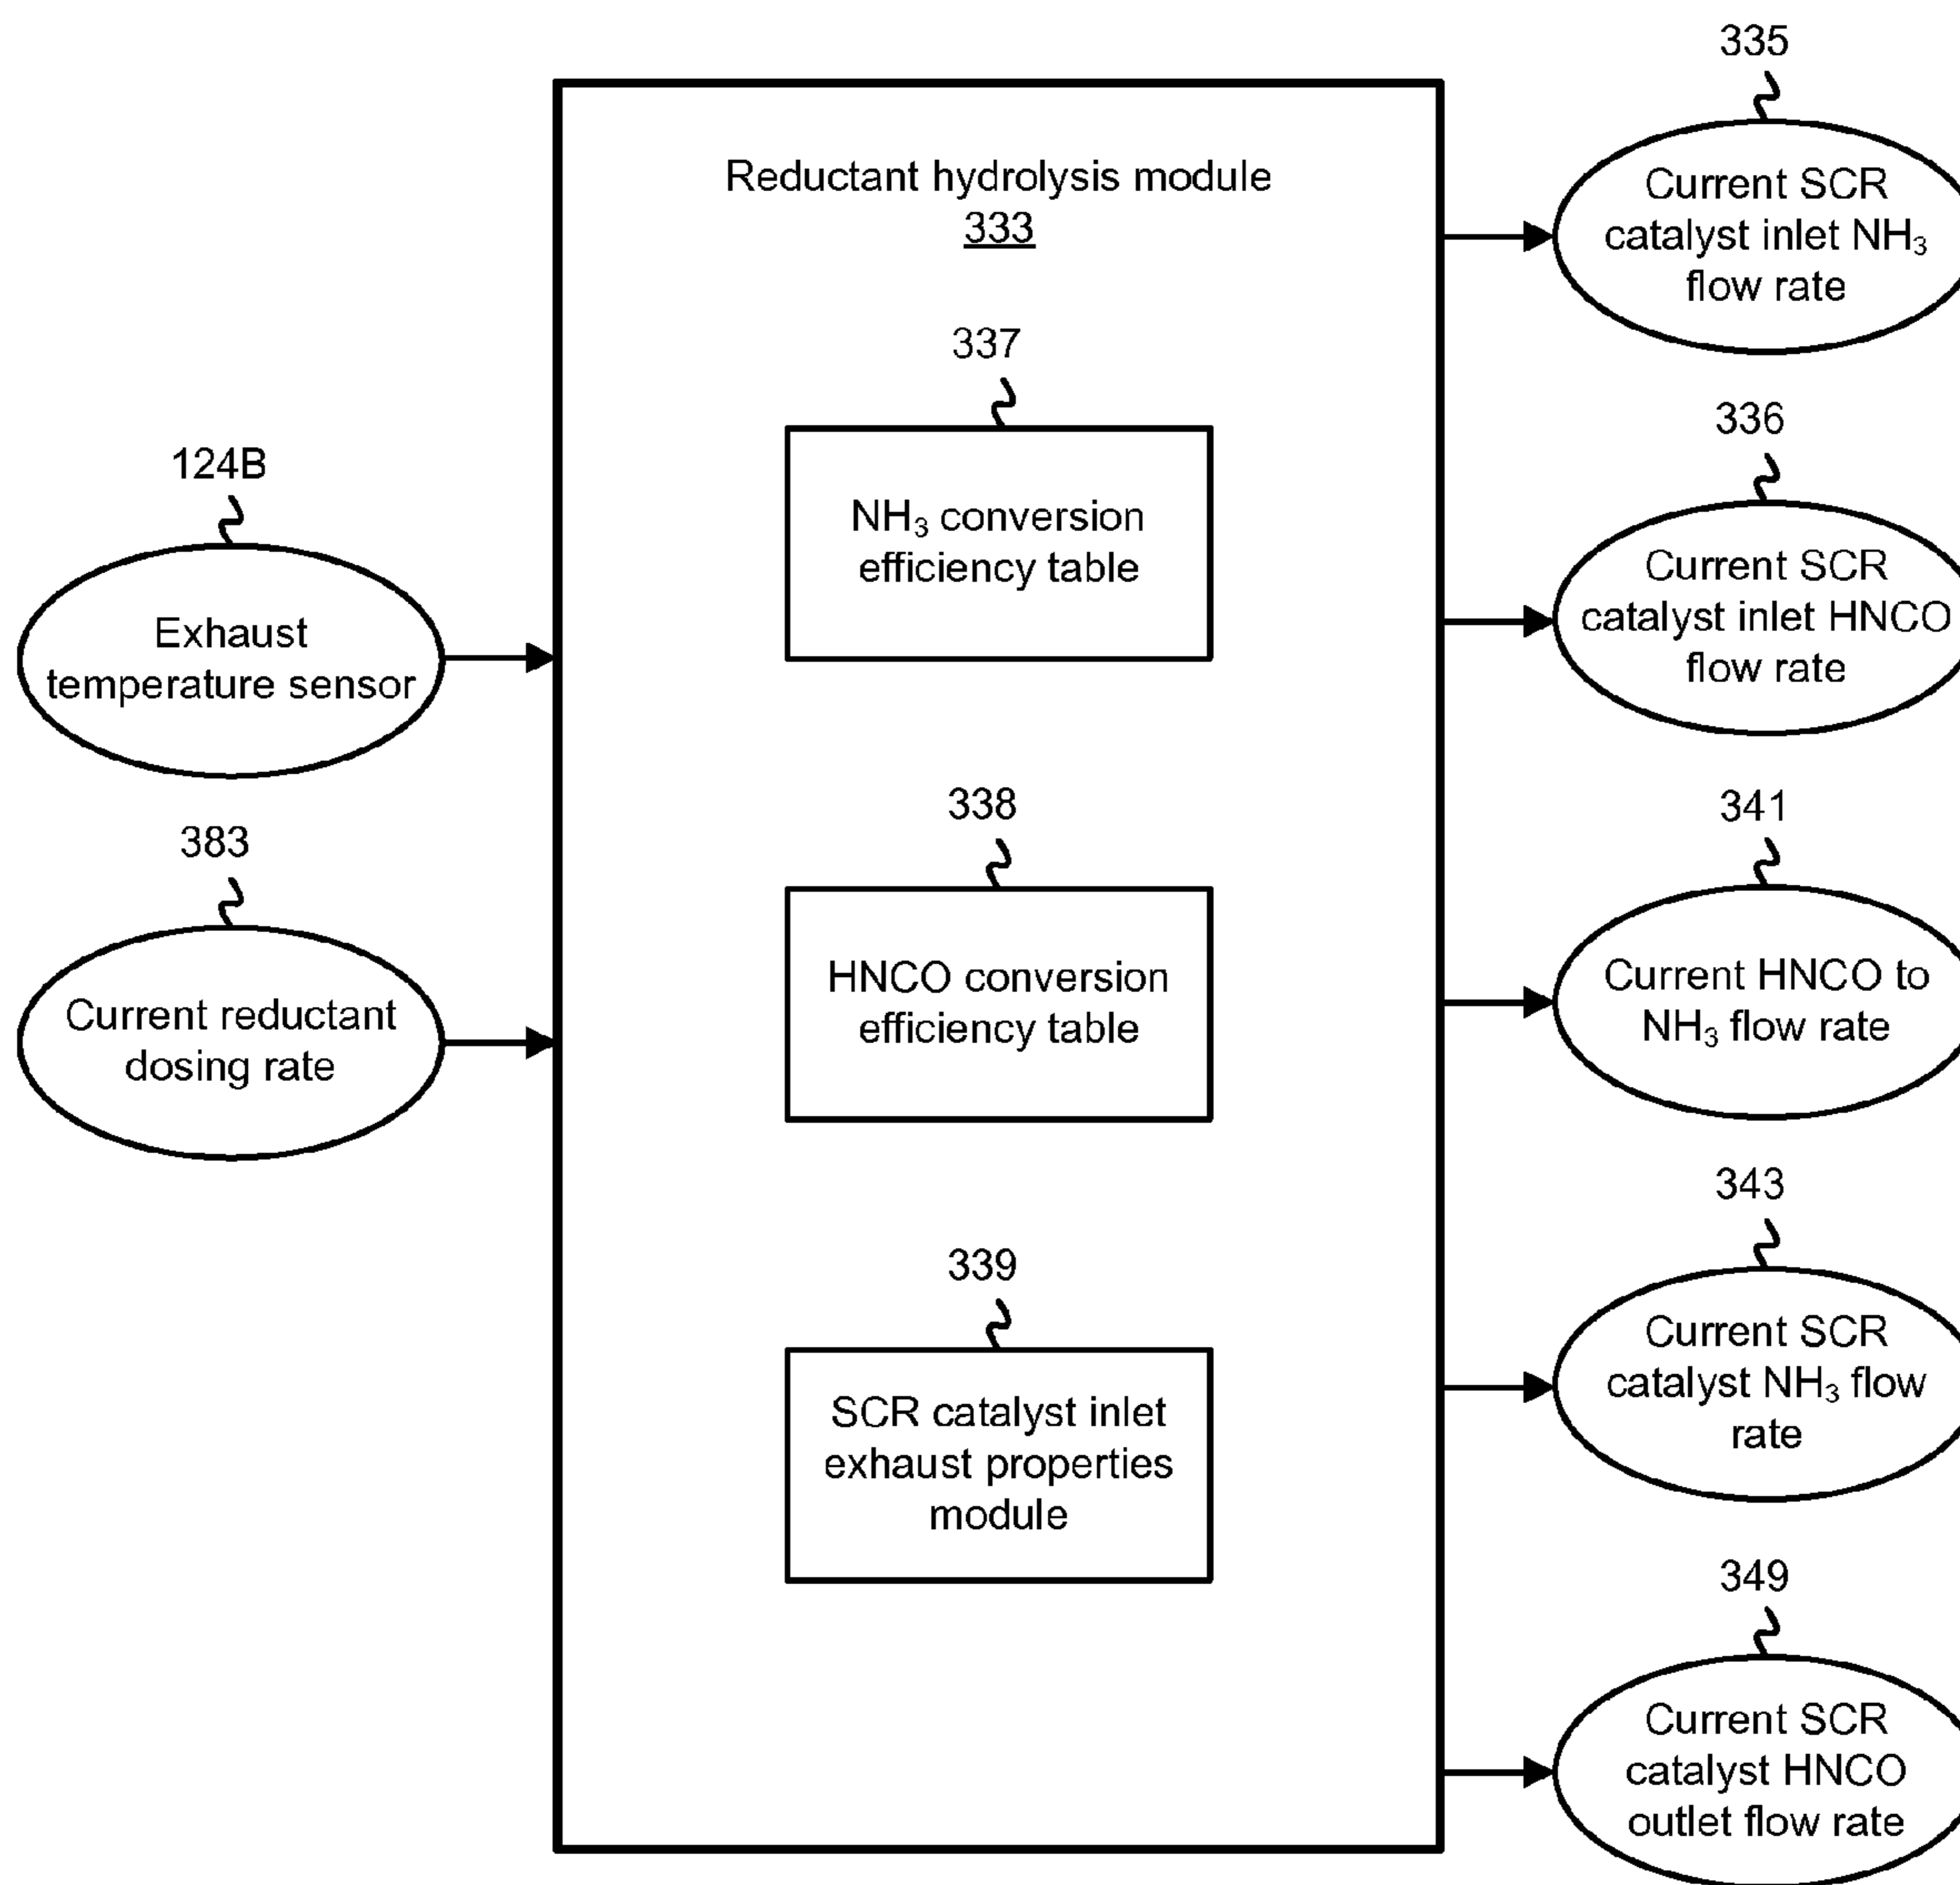 124B
Exhaust
temperature sensor
383
Current reductant
dosing rate
Reductant hydrolysis module
333
337
NH₃ conversion
efficiency table
338
HNCO conversion
efficiency table
339
SCR catalyst inlet
exhaust properties
module
335
Current SCR
catalyst inlet NH₃
flow rate
336
Current SCR
catalyst inlet HNCO
flow rate
341
Current HNCO to
NH₃ flow rate
343
Current SCR
catalyst NH₃ flow
rate
349
Current SCR
catalyst HNCO
outlet flow rate